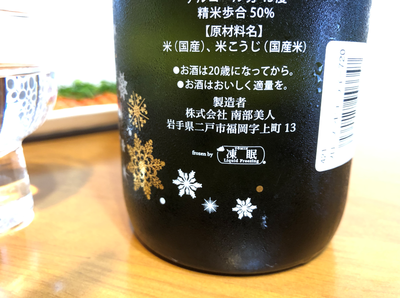 精米歩合 50%
【原材料名】
米(国産)、米こうじ(国産米)
●お酒は20歳になってから。
●お酒はおいしく適量を。
製造者
株式会社 南部美人
岩手県二戸市福岡字上町 13
frozen by 凍眠
Liquid Freezing